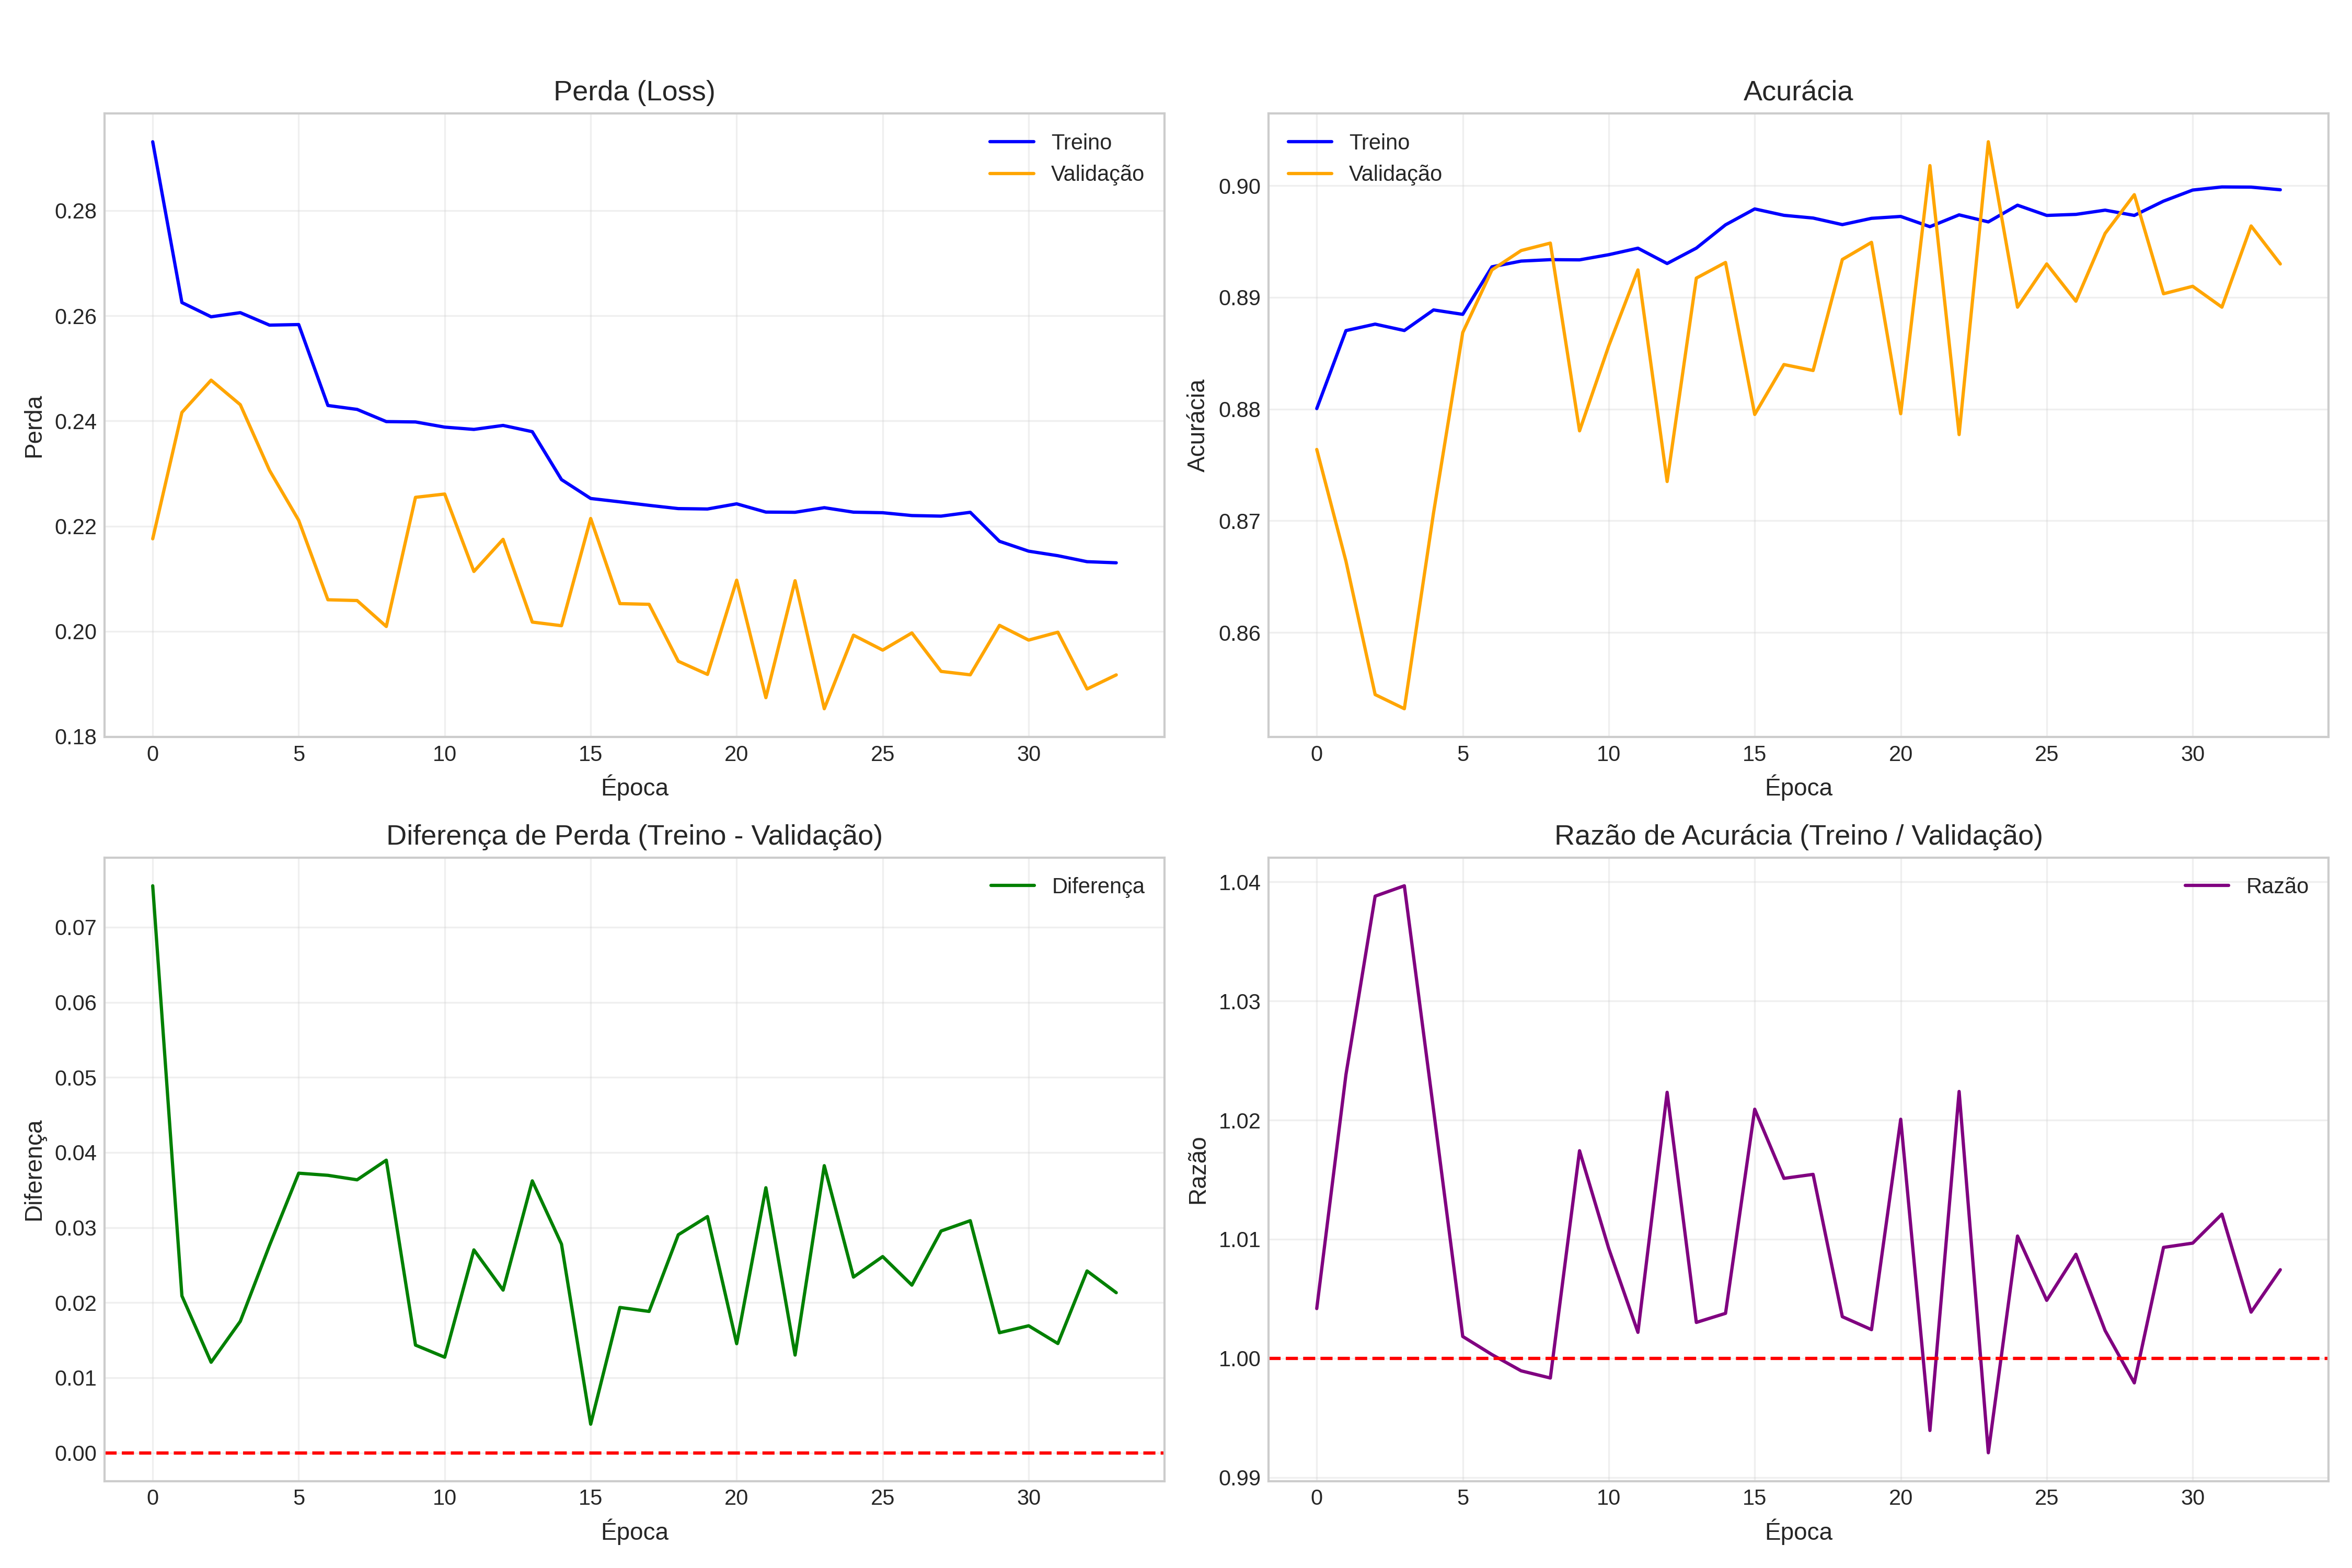 Perda (Loss)
Treino
Validação
0.28
0.26
0.24
0.22
0.20
0.18
Perda
0 5 10 15 20 25 30
Época
Acurácia
Treino
Validação
0.90
0.89
0.88
0.87
0.86
Acurácia
0 5 10 15 20 25 30
Época
Diferença de Perda (Treino - Validação)
Diferença
0.07
0.06
0.05
0.04
0.03
0.02
0.01
0.00
Diferença
0 5 10 15 20 25 30
Época
Razão de Acurácia (Treino / Validação)
Razão
1.04
1.03
1.02
1.01
1.00
0.99
Razão
0 5 10 15 20 25 30
Época